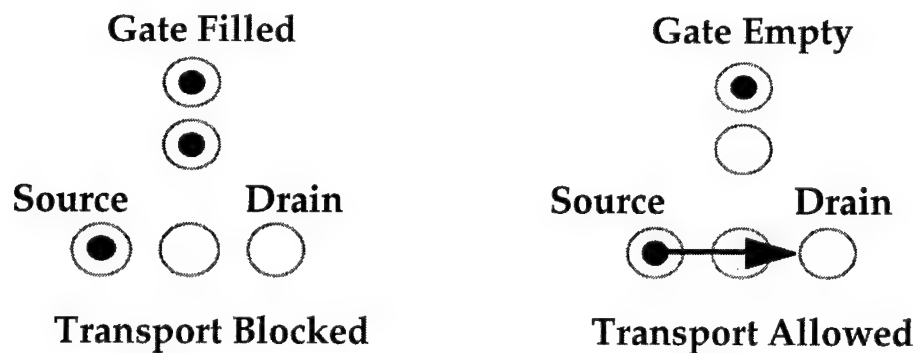 Gate Filled
Gate Empty
Source
Drain
Source
Drain
Transport Blocked
Transport Allowed